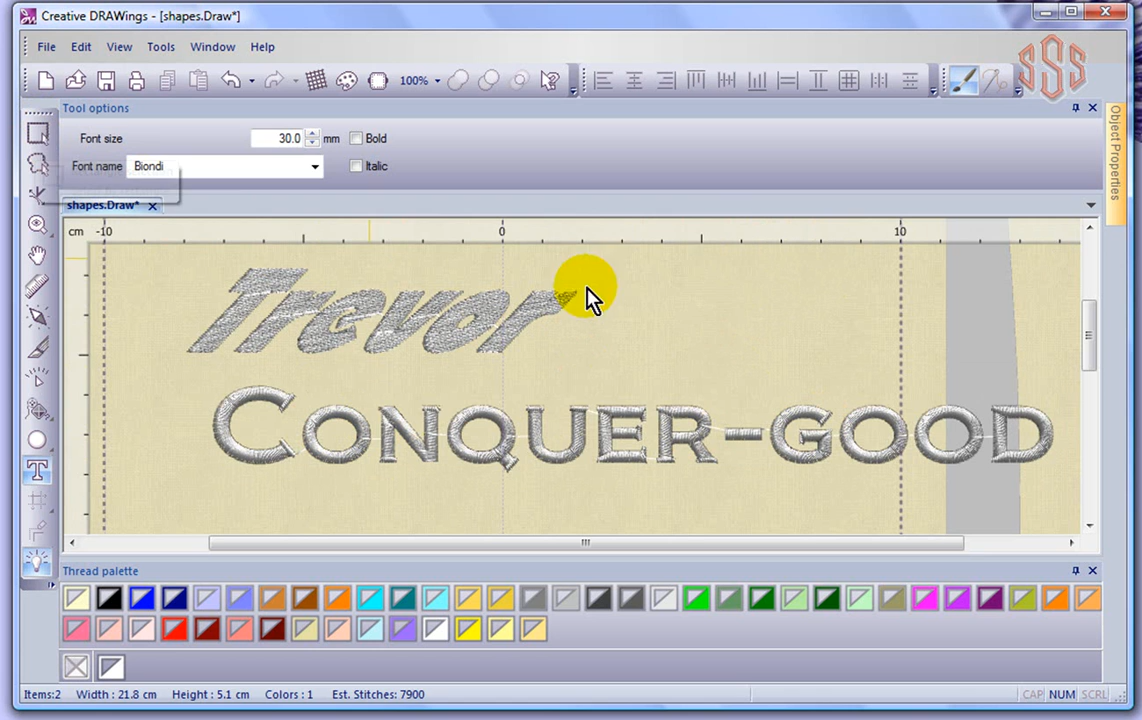 Creative DRAWings - [shapes.Draw*]
File Edit View Tools Window Help
100%
SSS
Tool options
Font size 30.0 mm Bold
Font name Biondi Italic
Object Properties
shapes.Draw*
cm -10 0 10
Trevor
CONQUER-GOOD
Thread palette
Items:2 Width : 21.8 cm Height : 5.1 cm Colors : 1 Est. Stitches: 7900 CAP NUM SCRL